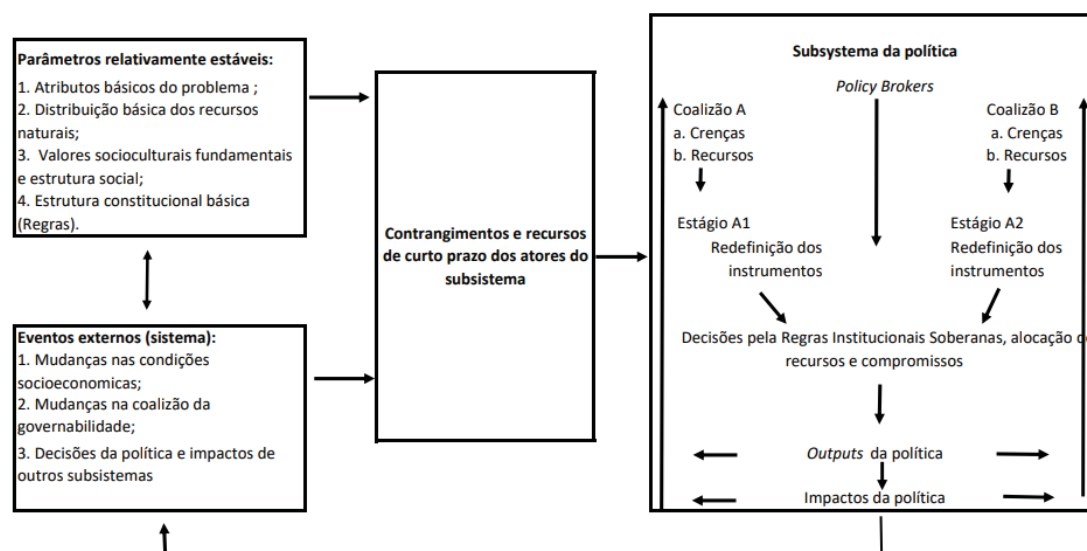 Parâmetros relativamente estáveis:
1. Atributos básicos do problema ;
2. Distribuição básica dos recursos
naturais;
3. Valores socioculturais fundamentais
e estrutura social;
4. Estrutura constitucional básica
(Regras).
Eventos externos (sistema):
1. Mudanças nas condições
socioeconomicas;
2. Mudanças na coalizão da
governabilidade;
3. Decisões da política e impactos de
outros subsistemas
Contrangimentos e recursos
de curto prazo dos atores do
subsistema
Subsystema da política
Policy Brokers
Coalizão A
a. Crenças
b. Recursos
Coalizão B
a. Crenças
b. Recursos
Estágio A1
Redefinição dos
instrumentos
Estágio A2
Redefinição dos
instrumentos
Decisões pela Regras Institucionais Soberanas, alocação
recursos e compromissos
Outputs da política
Impactos da política